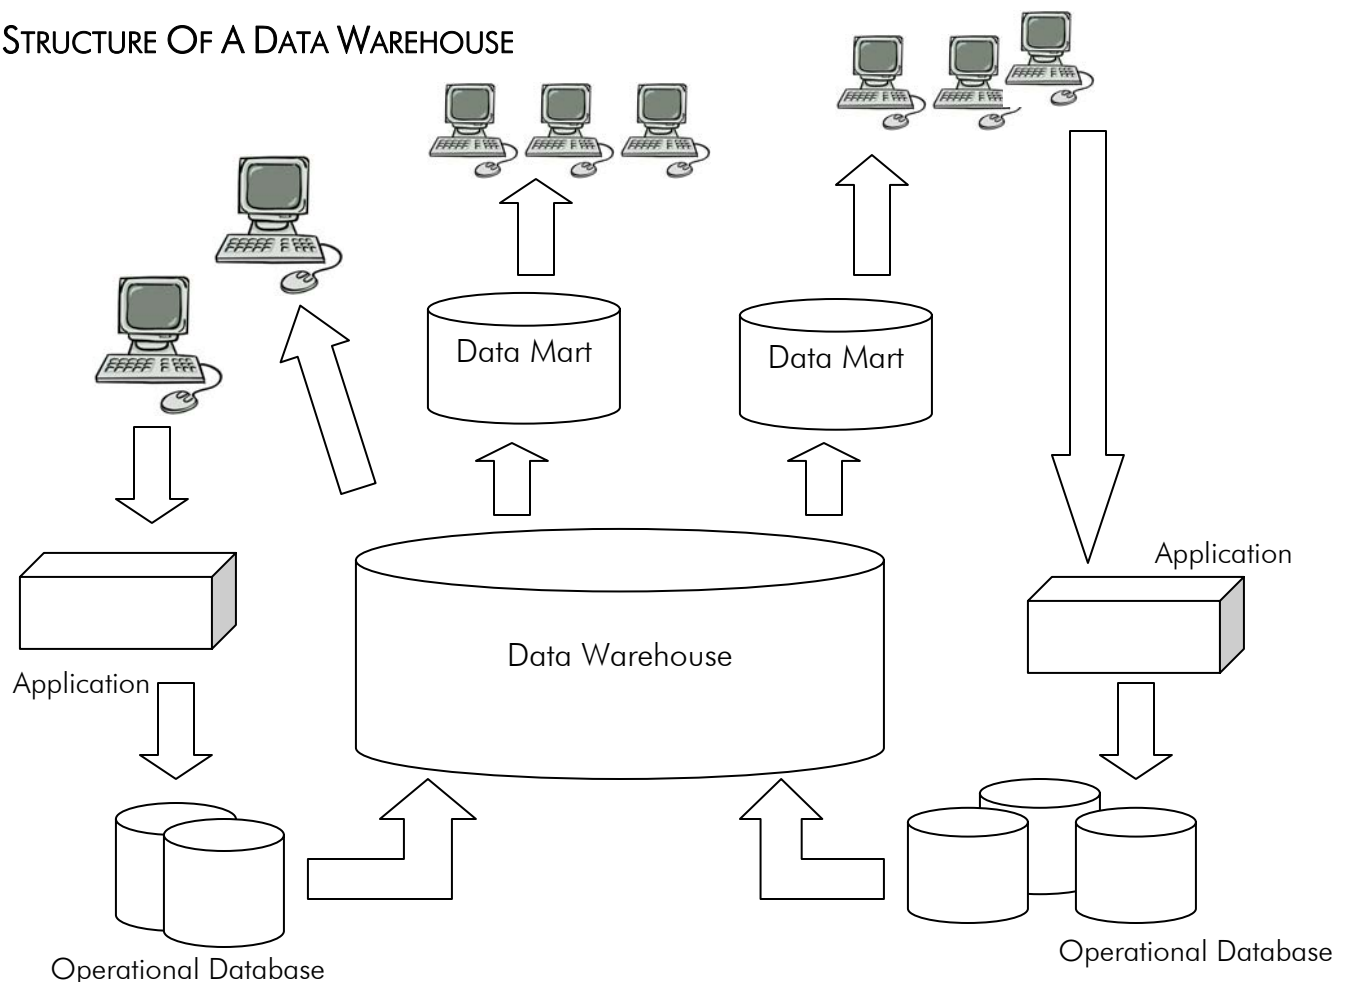 STRUCTURE OF A DATA WAREHOUSE
Data Mart
Data Mart
Application
Data Warehouse
Application
Operational Database
Operational Database